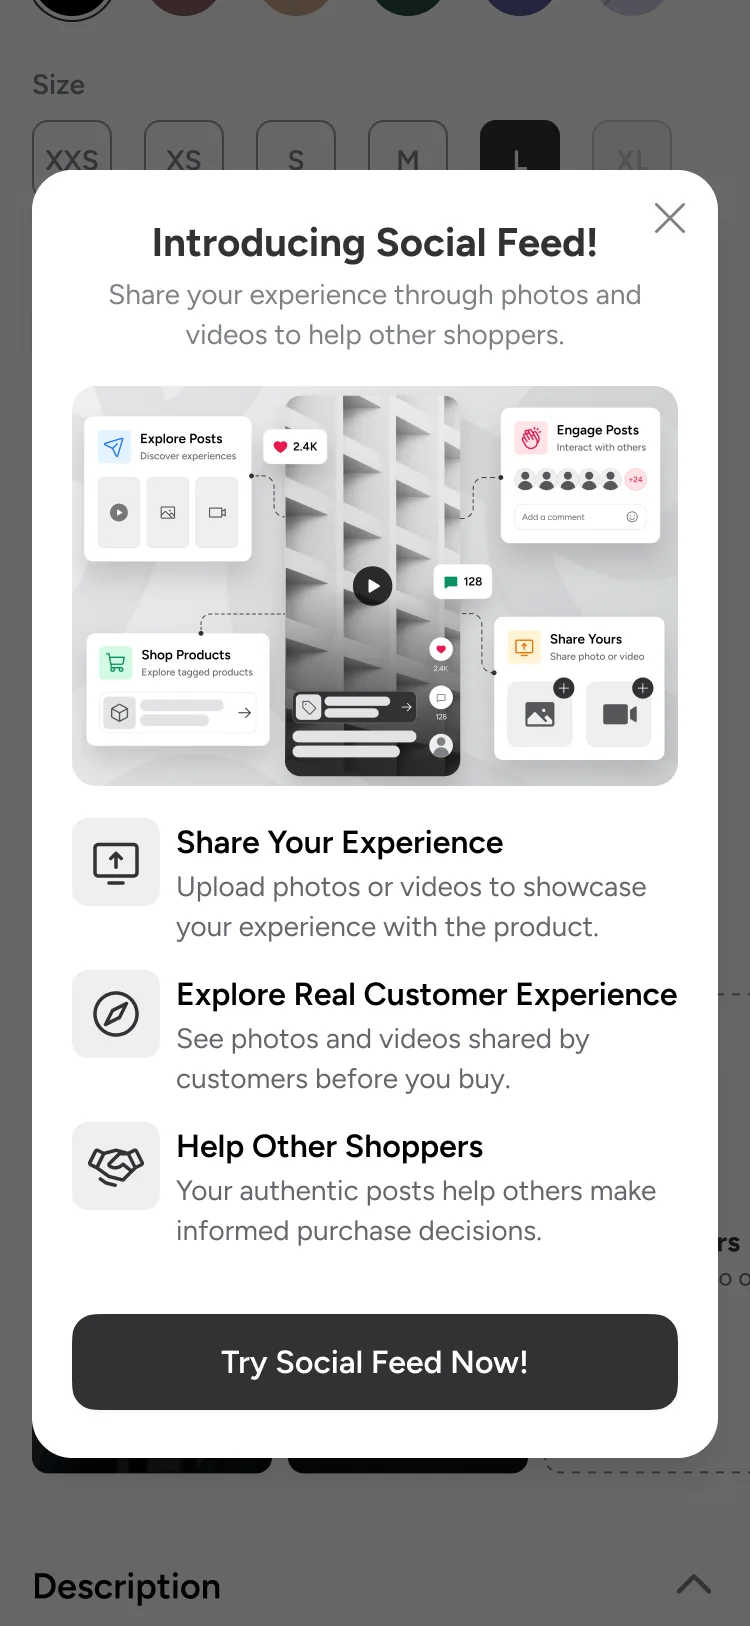 Size
XXS XS S M L XL
Introducing Social Feed!
Share your experience through photos and
videos to help other shoppers.
Explore Posts
Discover experiences
2.4K
Engage Posts
Interact with others
+24
Add a comment
128
Shop Products
Explore tagged products
2.4K
128
Share Yours
Share photo or video
Share Your Experience
Upload photos or videos to showcase
your experience with the product.
Explore Real Customer Experience
See photos and videos shared by
customers before you buy.
Help Other Shoppers
Your authentic posts help others make
informed purchase decisions.
rs
Try Social Feed Now!
Description